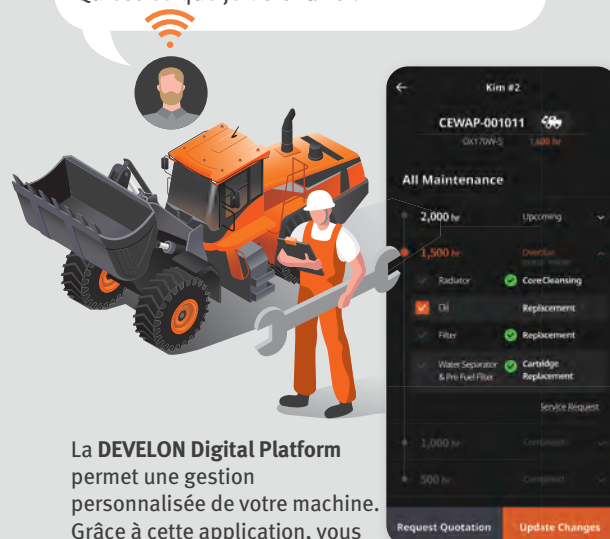 Kim #2
CEWAP-001011
DX170W-5 1,600 hr
All Maintenance
2,000 hr Upcoming
1,500 hr Overdue
Radiator Core Cleansing
Oil Replacement
Filter Replacement
Water Separator Cartridge
& Pre Fuel Filter Replacement
Service Request
1,000 hr Completed
500 hr Completed
Request Quotation Update Changes
La DEVELON Digital Platform
permet une gestion
personnalisée de votre machine.
Grâce à cette application, vous